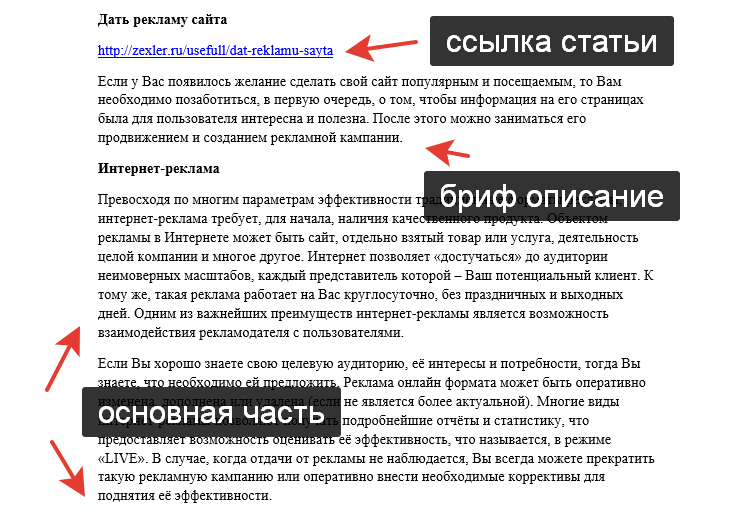 Дать рекламу сайта
http://zexler.ru/usefull/dat-reklamu-sayta
ссылка статьи
Если у Вас появилось желание сделать свой сайт популярным и посещаемым, то Вам
необходимо позаботиться, в первую очередь, о том, чтобы информация на его страницах
была для пользователя интересна и полезна. После этого можно заниматься его
продвижением и созданием рекламной кампании.
бриф описание
Интернет-реклама
Превосходя по многим параметрам эффективности
интернет-реклама требует, для начала, наличия качественного продукта. Объектом
рекламы в Интернете может быть сайт, отдельно взятый товар или услуга, деятельность
целой компании и многое другое. Интернет позволяет «достучаться» до аудитории
неимоверных масштабов, каждый представитель которой – Ваш потенциальный клиент. К
тому же, такая реклама работает на Вас круглосуточно, без праздничных и выходных
дней. Одним из важнейших преимуществ интернет-рекламы является возможность
взаимодействия рекламодателя с пользователями.
основная часть
Если Вы хорошо знаете свою целевую аудиторию, её интересы и потребности, тогда Вы
знаете, что необходимо ей предложить. Реклама онлайн формата может быть оперативно
изменена, дополнена или удалена (если не является более актуальной). Многие виды
подробнейшие отчёты и статистику, что
предоставляет возможность оценивать её эффективность, что называется, в режиме
«LIVE». В случае, когда отдачи от рекламы не наблюдается, Вы всегда можете прекратить
такую рекламную кампанию или оперативно внести необходимые коррективы для
поднятия её эффективности.